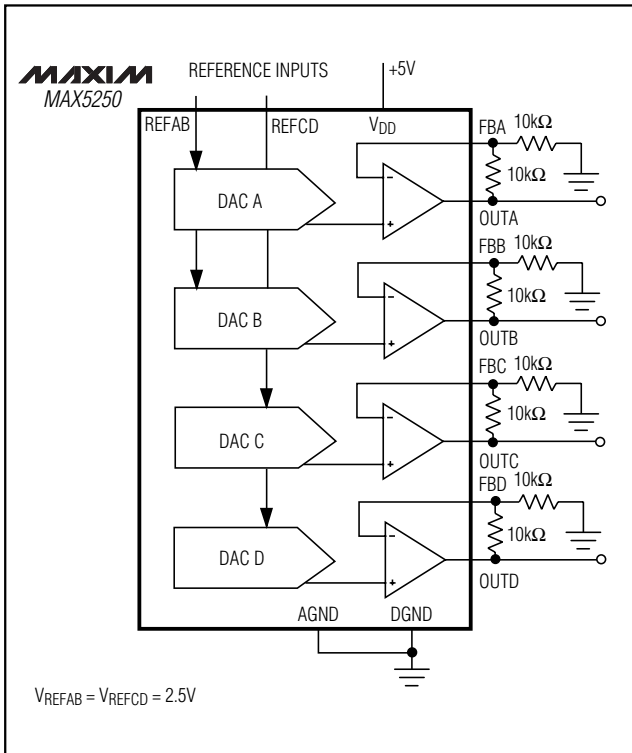 MAXIM
MAX5250
REFERENCE INPUTS
+5V
REFAB
REFCD
VDD
FBA
10kΩ
10kΩ
DAC A
OUTA
FBB
10kΩ
10kΩ
DAC B
OUTB
FBC
10kΩ
10kΩ
DAC C
OUTC
FBD
10kΩ
10kΩ
DAC D
OUTD
AGND
DGND
VREFAB = VREFCD = 2.5V
− +
− +
− +
− +